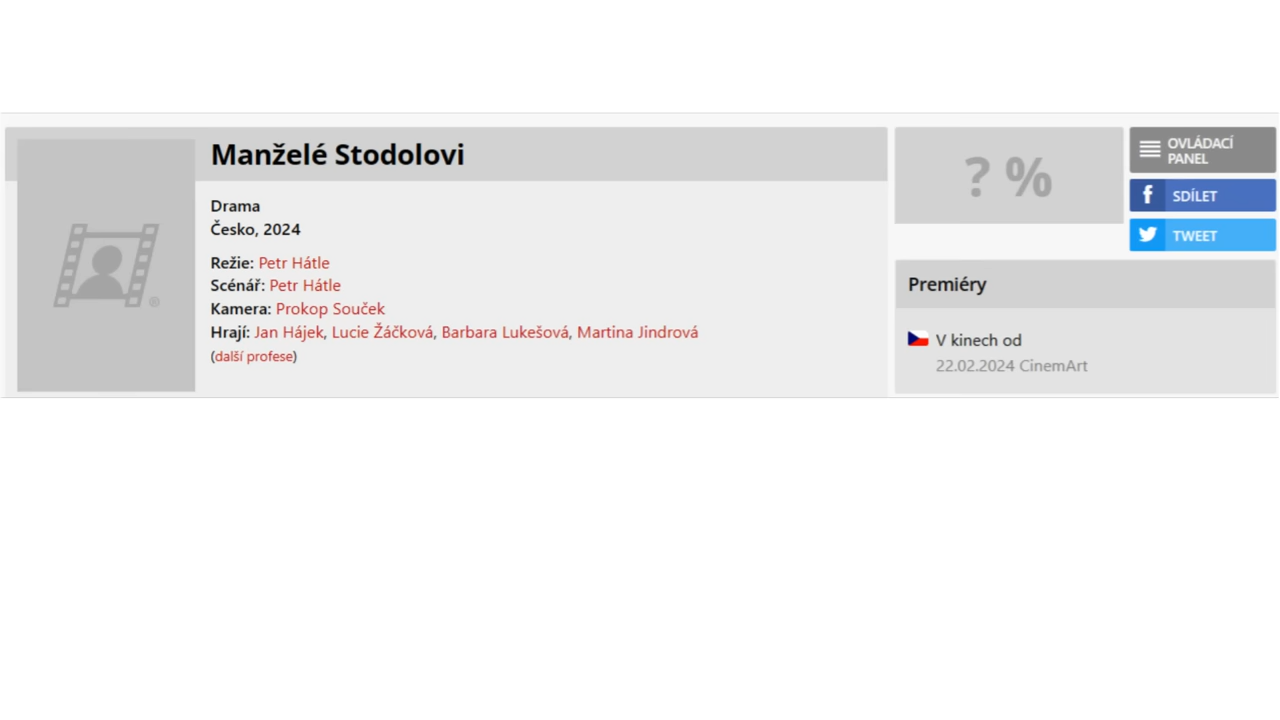 Manželé Stodolovi
Drama
Česko, 2024
Režie: Petr Hátle
Scénář: Petr Hátle
Kamera: Prokop Souček
Hrají: Jan Hájek, Lucie Žáčková, Barbara Lukešová, Martina Jindrová
(další profese)
®
? %
OVLÁDACÍ
PANEL
f SDÍLET
TWEET
Premiéry
V kinech od
22.02.2024 CinemArt